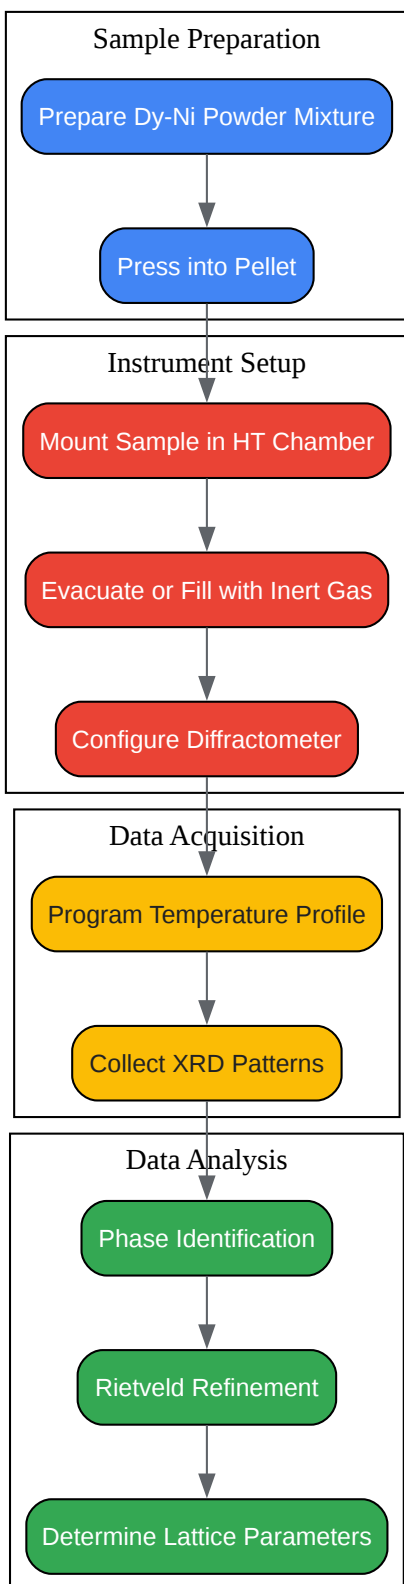 Sample Preparation
Prepare Dy-Ni Powder Mixture
Press into Pellet
Instrument Setup
Mount Sample in HT Chamber
Evacuate or Fill with Inert Gas
Configure Diffractometer
Data Acquisition
Program Temperature Profile
Collect XRD Patterns
Data Analysis
Phase Identification
Rietveld Refinement
Determine Lattice Parameters